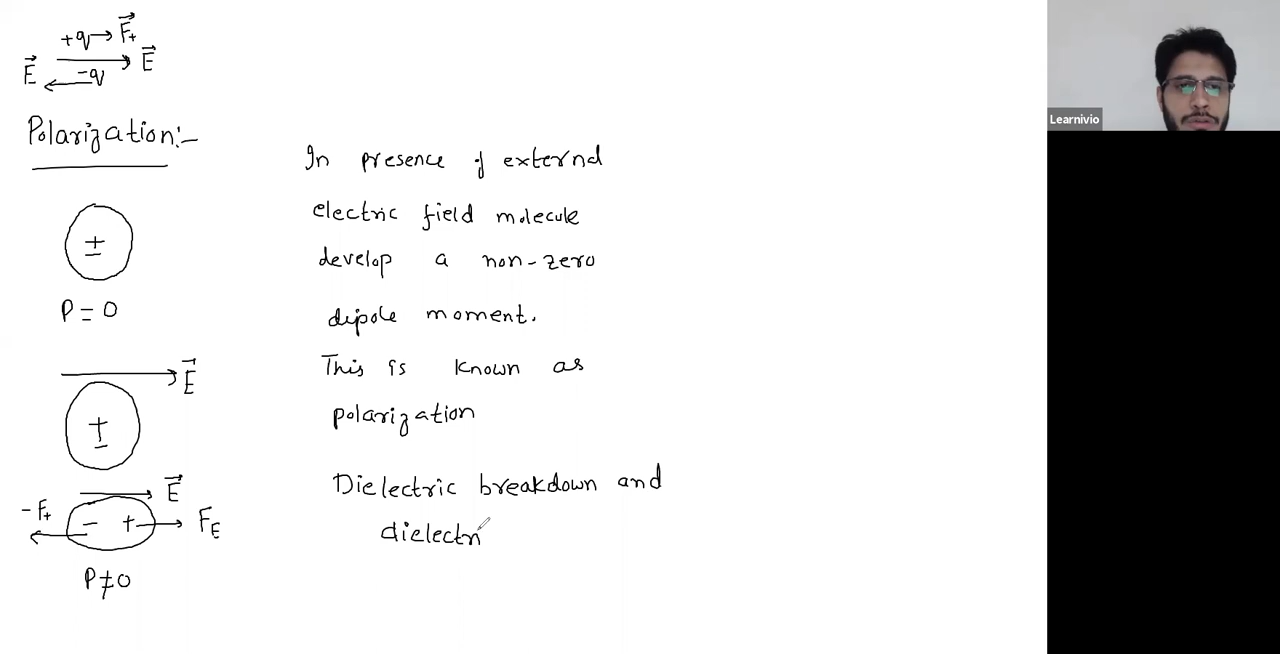 +q → F⃗+
E⃗ → E⃗
← -q
Polarization:-
±
P = 0
→ E⃗
±
→ E⃗
-F+ ← - + → FE
P ≠ 0
In presence of external
electric field molecule
develop a non-zero
dipole moment.
This is known as
polarization
Dielectric breakdown and
dielectri
Learnivio